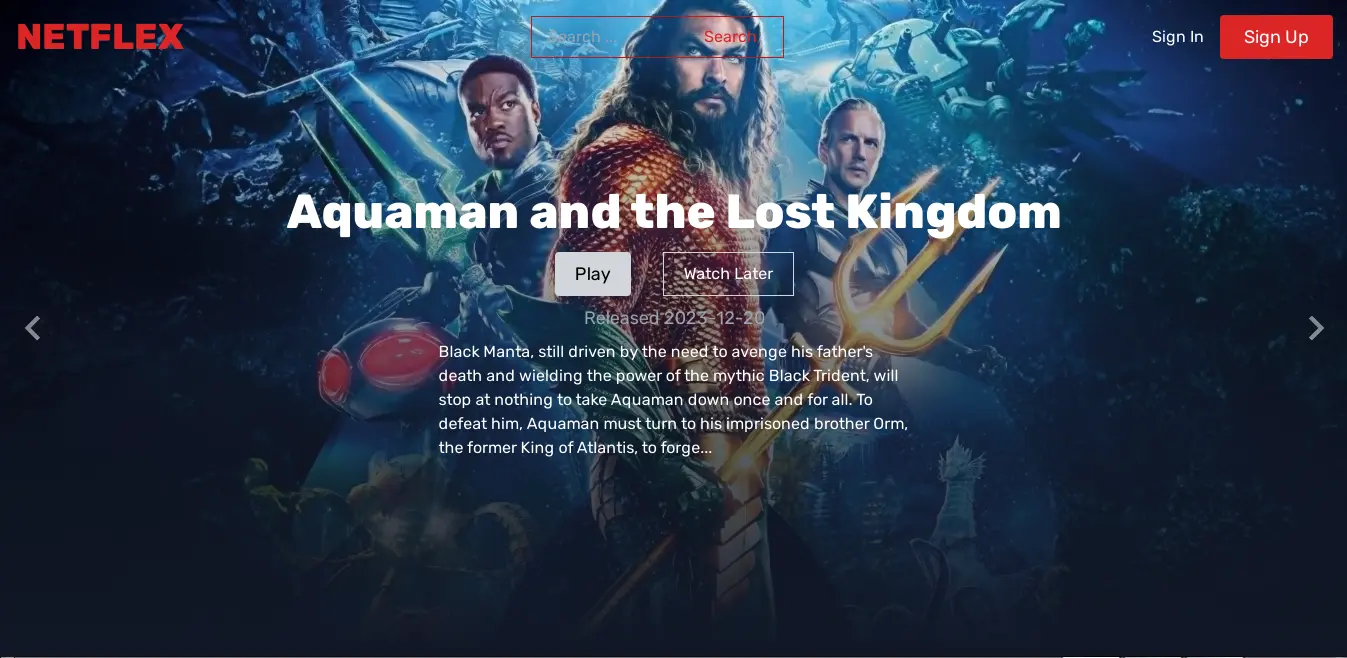 NETFLEX
Search ...
Search
Sign In
Sign Up
Aquaman and the Lost Kingdom
Play
Watch Later
Released 2023-12-20
Black Manta, still driven by the need to avenge his father's
death and wielding the power of the mythic Black Trident, will
stop at nothing to take Aquaman down once and for all. To
defeat him, Aquaman must turn to his imprisoned brother Orm,
the former King of Atlantis, to forge...